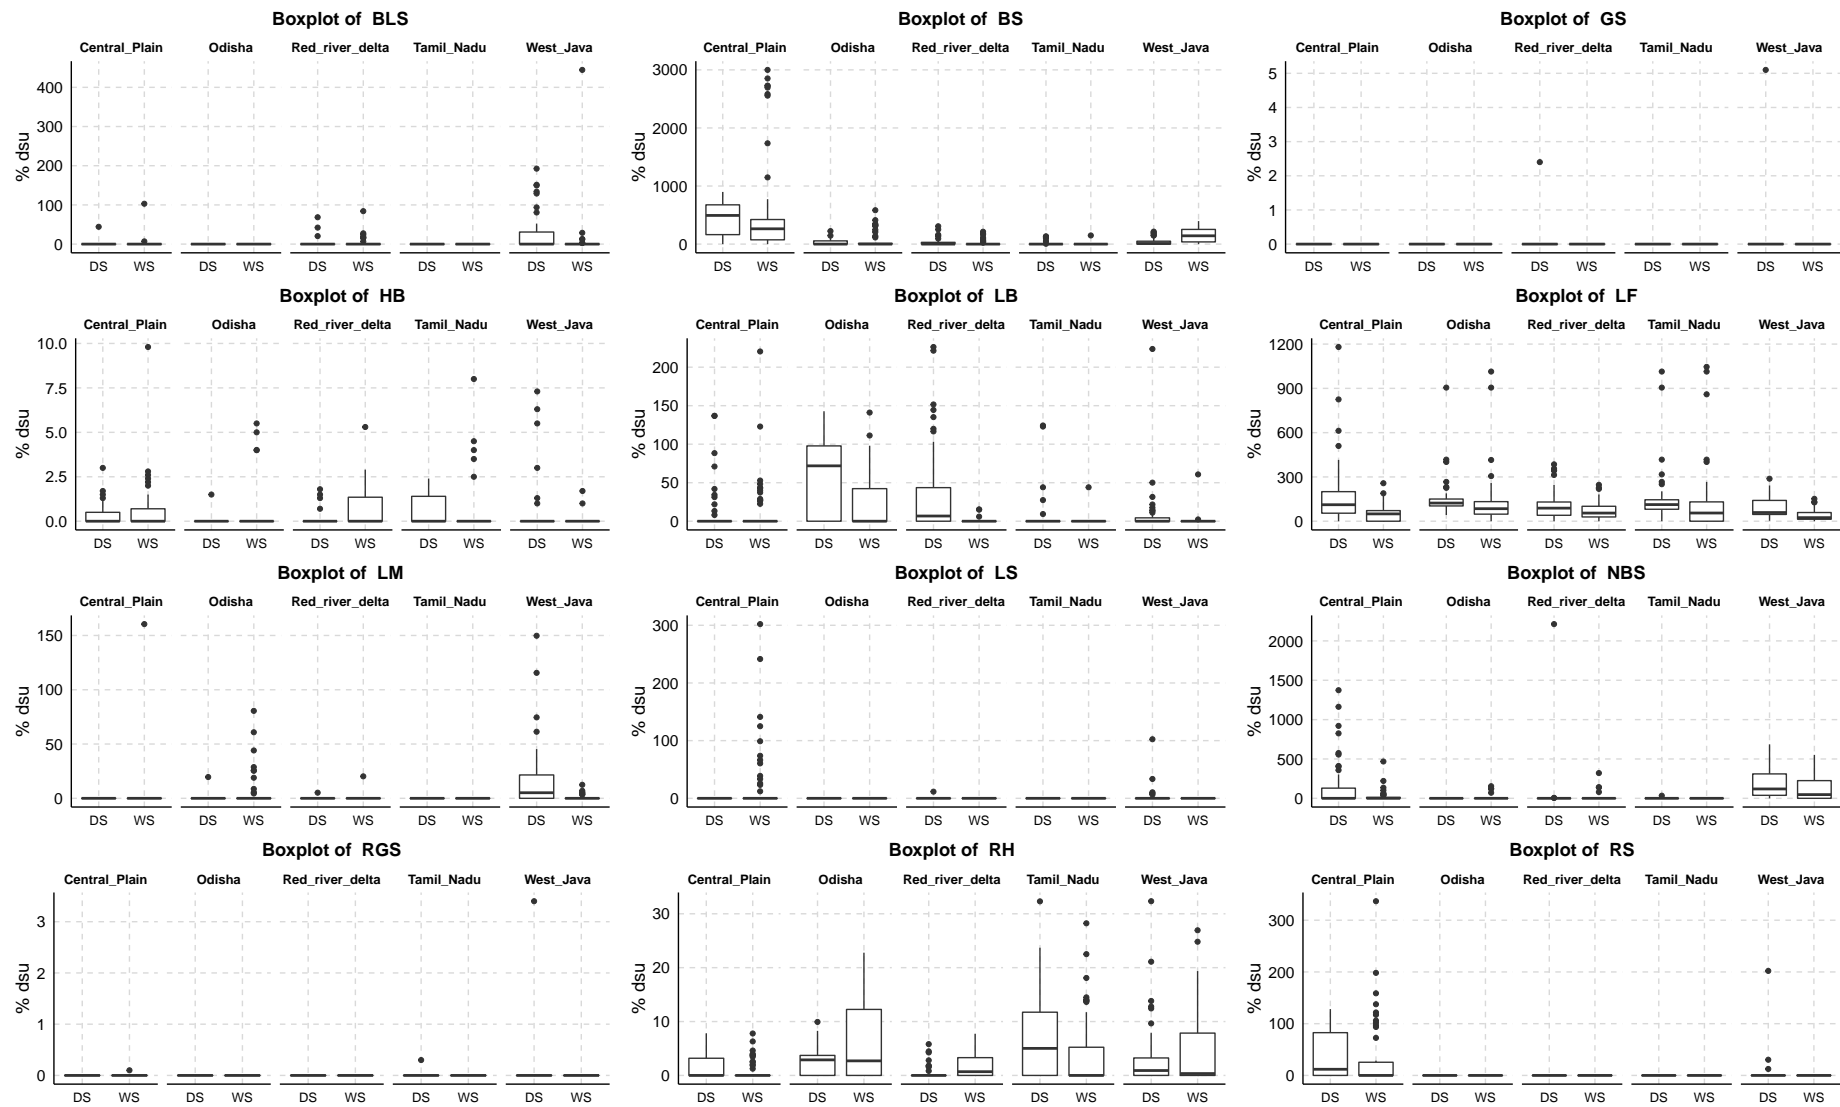 Boxplot of BLS
Central_Plain Odisha Red_river_delta Tamil_Nadu West_Java
% dsu
400
300
200
100
0
DS WS DS WS DS WS DS WS DS WS
Boxplot of BS
Central_Plain Odisha Red_river_delta Tamil_Nadu West_Java
% dsu
3000
2000
1000
0
DS WS DS WS DS WS DS WS DS WS
Boxplot of GS
Central_Plain Odisha Red_river_delta Tamil_Nadu West_Java
% dsu
5
4
3
2
1
0
DS WS DS WS DS WS DS WS DS WS
Boxplot of HB
Central_Plain Odisha Red_river_delta Tamil_Nadu West_Java
% dsu
10.0
7.5
5.0
2.5
0.0
DS WS DS WS DS WS DS WS DS WS
Boxplot of LB
Central_Plain Odisha Red_river_delta Tamil_Nadu West_Java
% dsu
200
150
100
50
0
DS WS DS WS DS WS DS WS DS WS
Boxplot of LF
Central_Plain Odisha Red_river_delta Tamil_Nadu West_Java
% dsu
1200
900
600
300
0
DS WS DS WS DS WS DS WS DS WS
Boxplot of LM
Central_Plain Odisha Red_river_delta Tamil_Nadu West_Java
% dsu
150
100
50
0
DS WS DS WS DS WS DS WS DS WS
Boxplot of LS
Central_Plain Odisha Red_river_delta Tamil_Nadu West_Java
% dsu
300
200
100
0
DS WS DS WS DS WS DS WS DS WS
Boxplot of NBS
Central_Plain Odisha Red_river_delta Tamil_Nadu West_Java
% dsu
2000
1500
1000
500
0
DS WS DS WS DS WS DS WS DS WS
Boxplot of RGS
Central_Plain Odisha Red_river_delta Tamil_Nadu West_Java
% dsu
3
2
1
0
DS WS DS WS DS WS DS WS DS WS
Boxplot of RH
Central_Plain Odisha Red_river_delta Tamil_Nadu West_Java
% dsu
30
20
10
0
DS WS DS WS DS WS DS WS DS WS
Boxplot of RS
Central_Plain Odisha Red_river_delta Tamil_Nadu West_Java
% dsu
300
200
100
0
DS WS DS WS DS WS DS WS DS WS